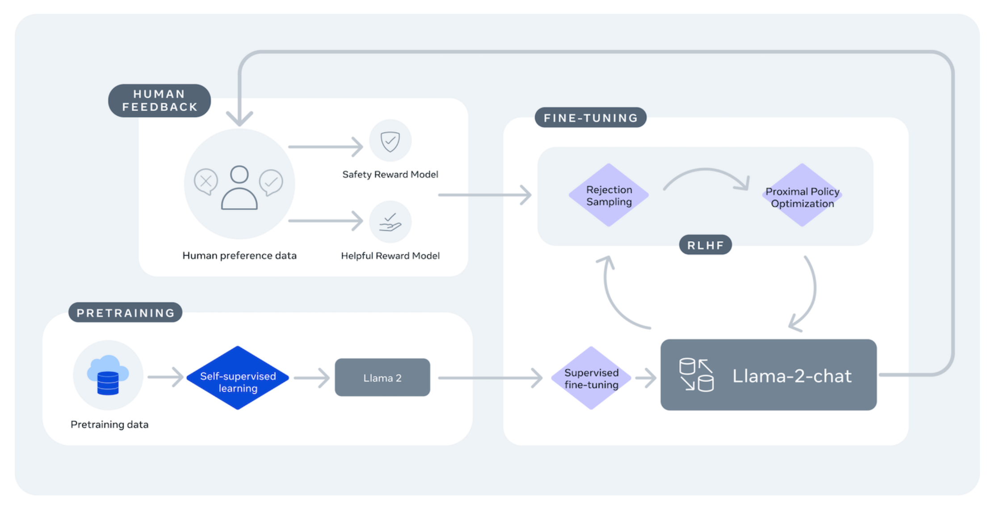 HUMAN
FEEDBACK
Safety Reward Model
Human preference data
Helpful Reward Model
FINE-TUNING
Rejection
Sampling
Proximal Policy
Optimization
RLHF
PRETRAINING
Pretraining data
Self-supervised
learning
Llama 2
Supervised
fine-tuning
Llama-2-chat